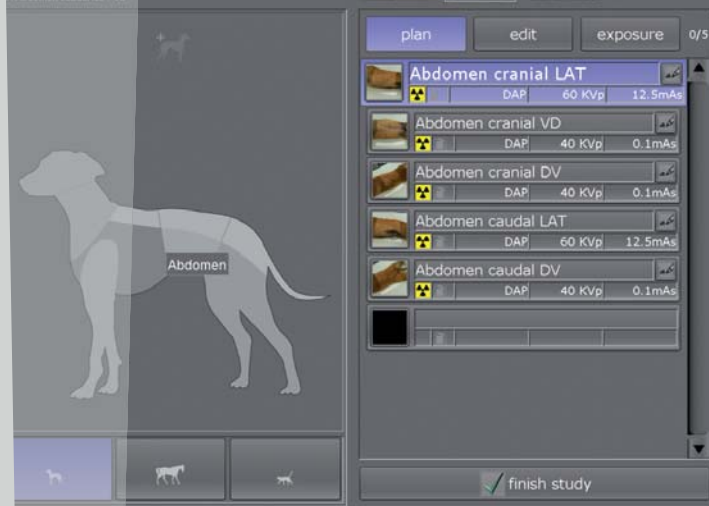 plan edit exposure 0/5
Abdomen cranial LAT
DAP 60 KVp 12.5mAs
Abdomen cranial VD
DAP 40 KVp 0.1mAs
Abdomen cranial DV
DAP 40 KVp 0.1mAs
Abdomen
Abdomen caudal LAT
DAP 60 KVp 12.5mAs
Abdomen caudal DV
DAP 40 KVp 0.1mAs
finish study